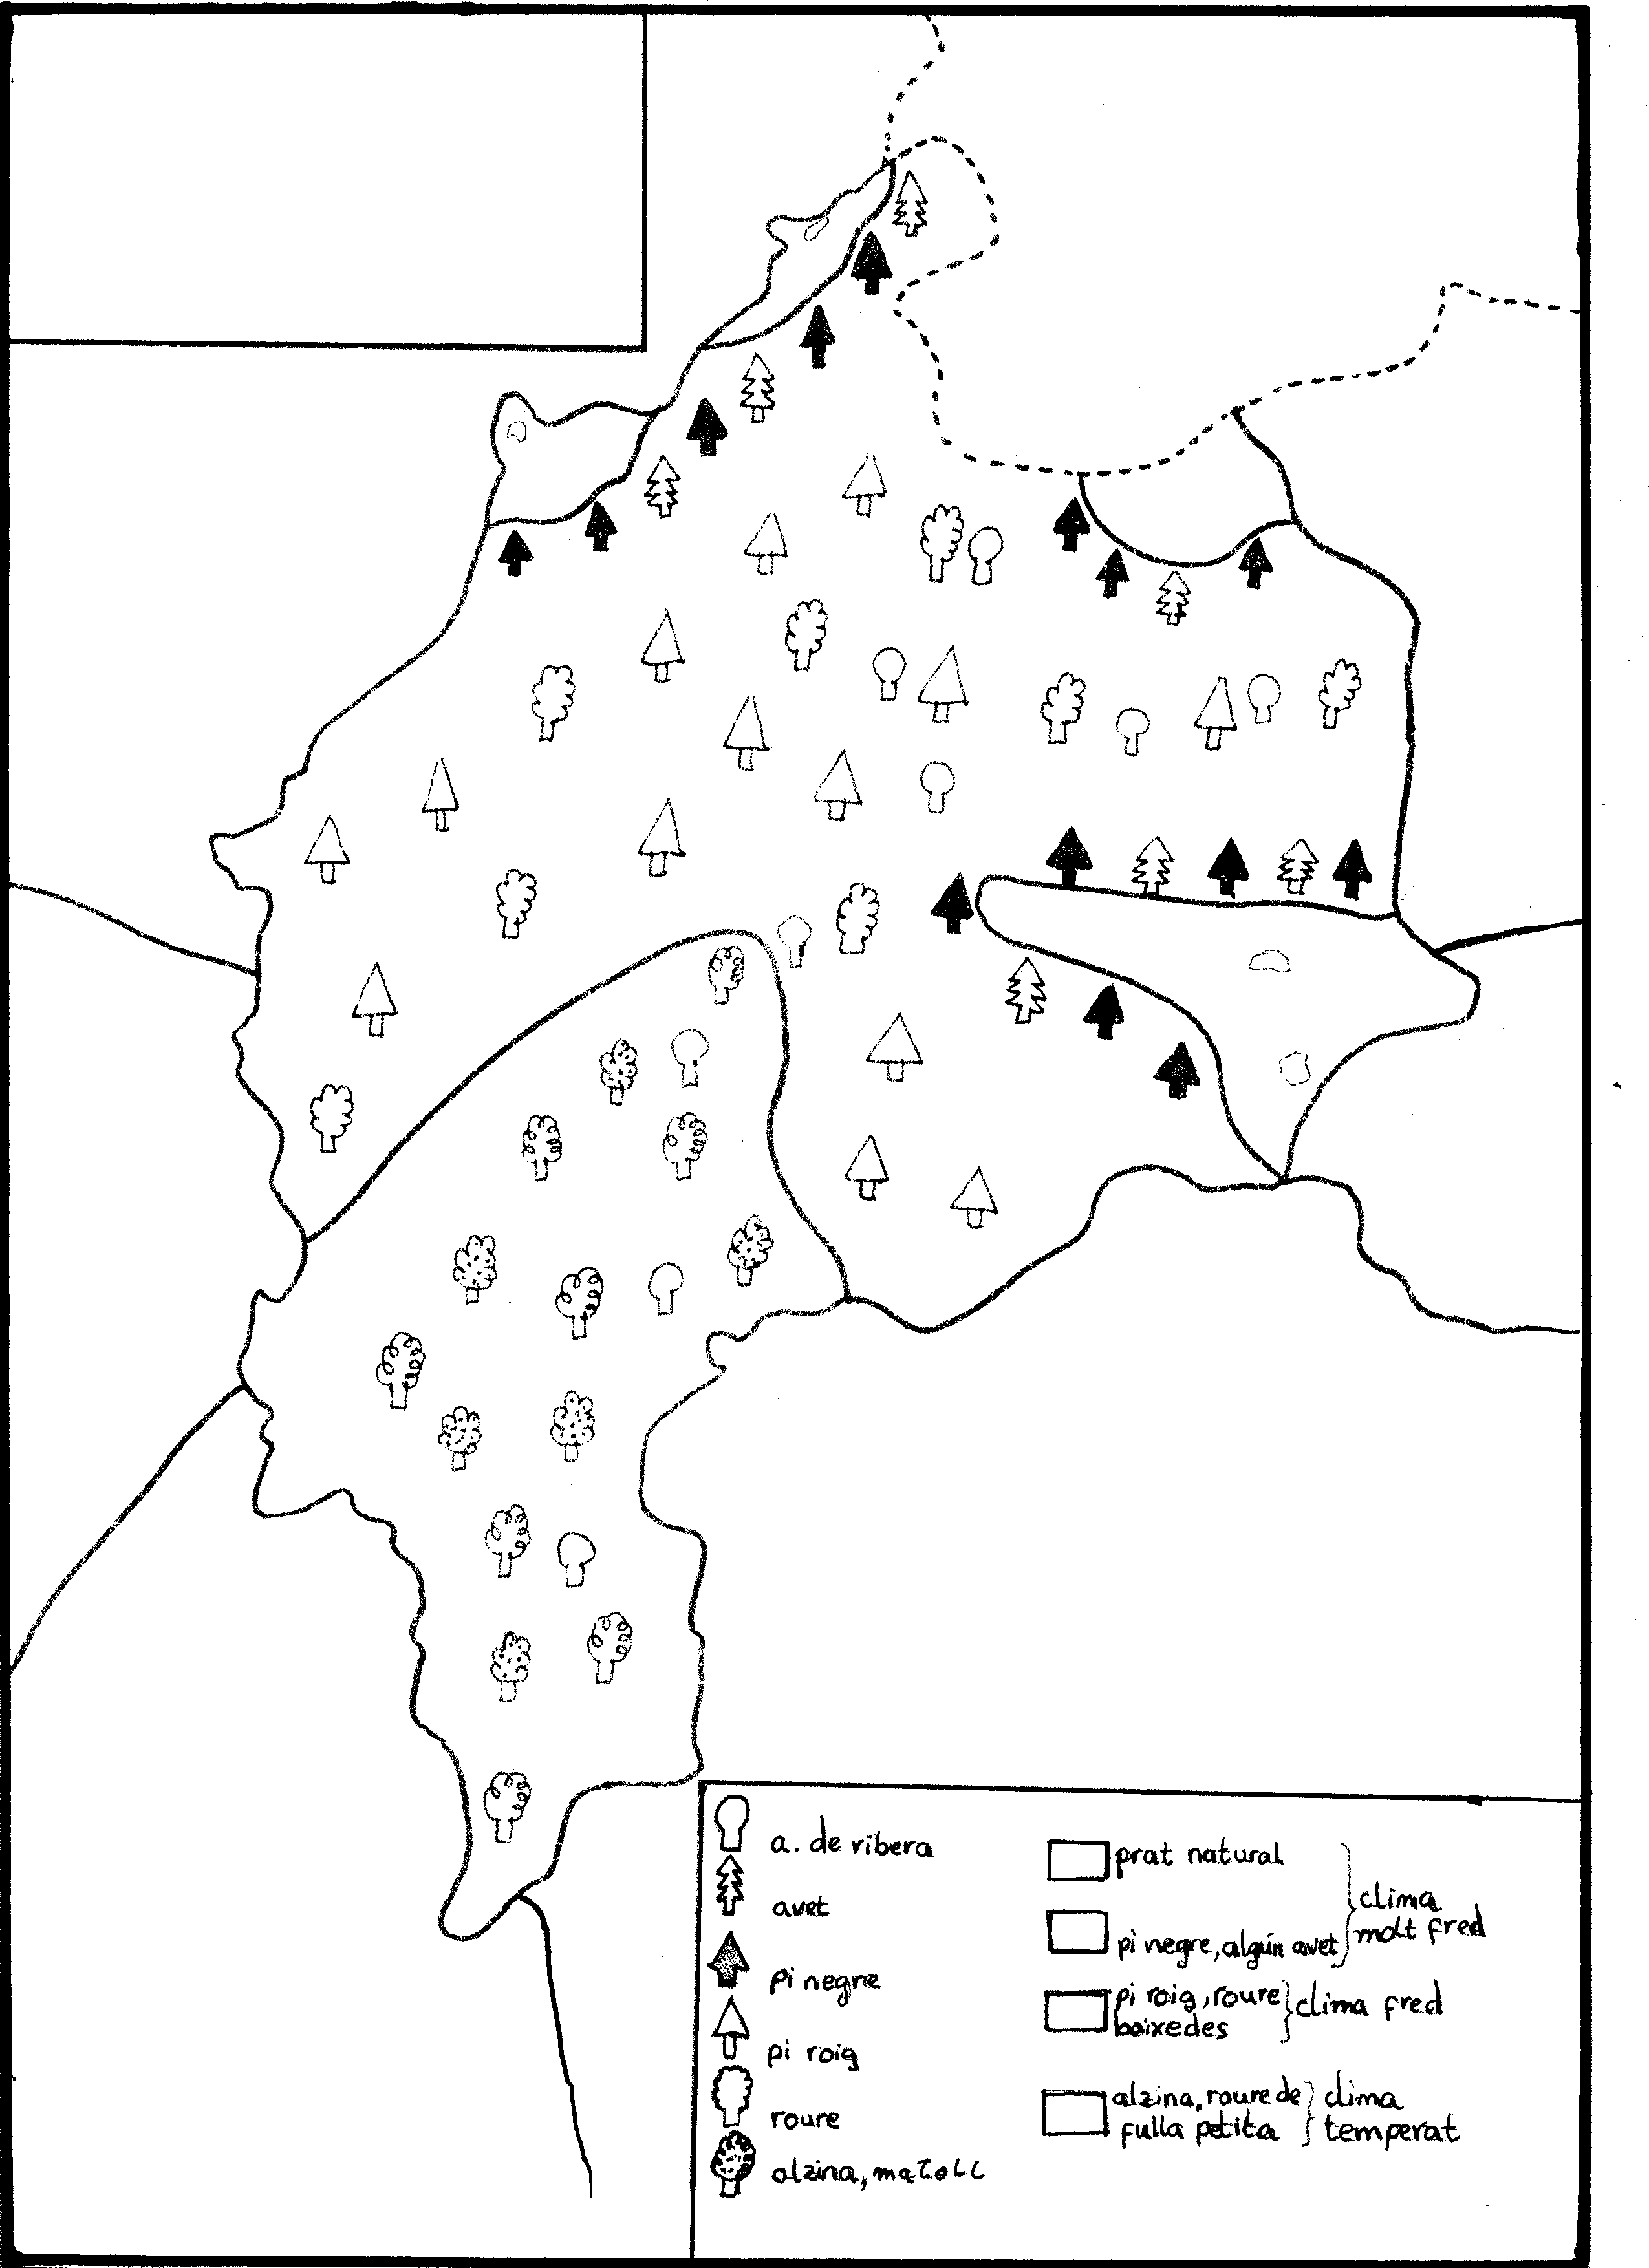 a. de ribera
avet
pi negre
pi roig
roure
alzina, matoll
prat natural
pi negre, algún avet
clima
molt fred
pi roig, roure
boixedes
clima fred
alzina, roure de
fulla petita
clima
temperat